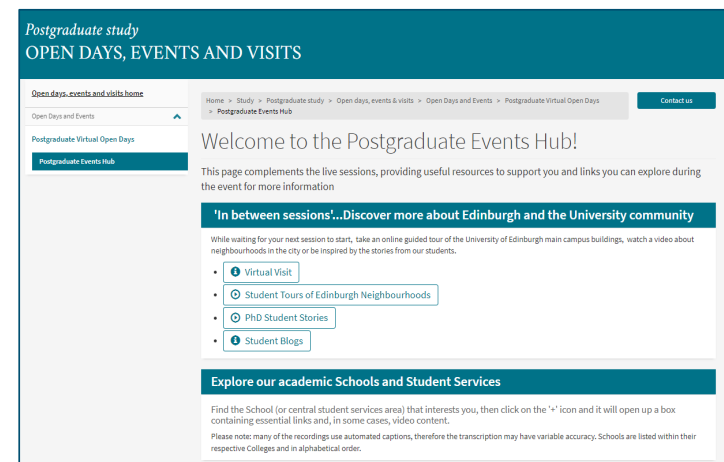 Postgraduate study
OPEN DAYS, EVENTS AND VISITS
Open days, events and visits home
Open Days and Events
Postgraduate Virtual Open Days
Postgraduate Events Hub
Home > Study > Postgraduate study > Open days, events & visits > Open Days and Events > Postgraduate Virtual Open Days
> Postgraduate Events Hub
Contact us
Welcome to the Postgraduate Events Hub!
This page complements the live sessions, providing useful resources to support you and links you can explore during
the event for more information
'In between sessions'...Discover more about Edinburgh and the University community
While waiting for your next session to start, take an online guided tour of the University of Edinburgh main campus buildings, watch a video about
neighbourhoods in the city or be inspired by the stories from our students.
Virtual Visit
Student Tours of Edinburgh Neighbourhoods
PhD Student Stories
Student Blogs
Explore our academic Schools and Student Services
Find the School (or central student services area) that interests you, then click on the '+' icon and it will open up a box
containing essential links and, in some cases, video content.
Please note: many of the recordings use automated captions, therefore the transcription may have variable accuracy. Schools are listed within their
respective Colleges and in alphabetical order.